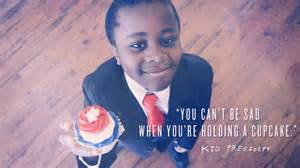 "YOU CAN'T BE SAD
WHEN YOU'RE HOLDING A CUPCAKE."
KID PRESIDENT